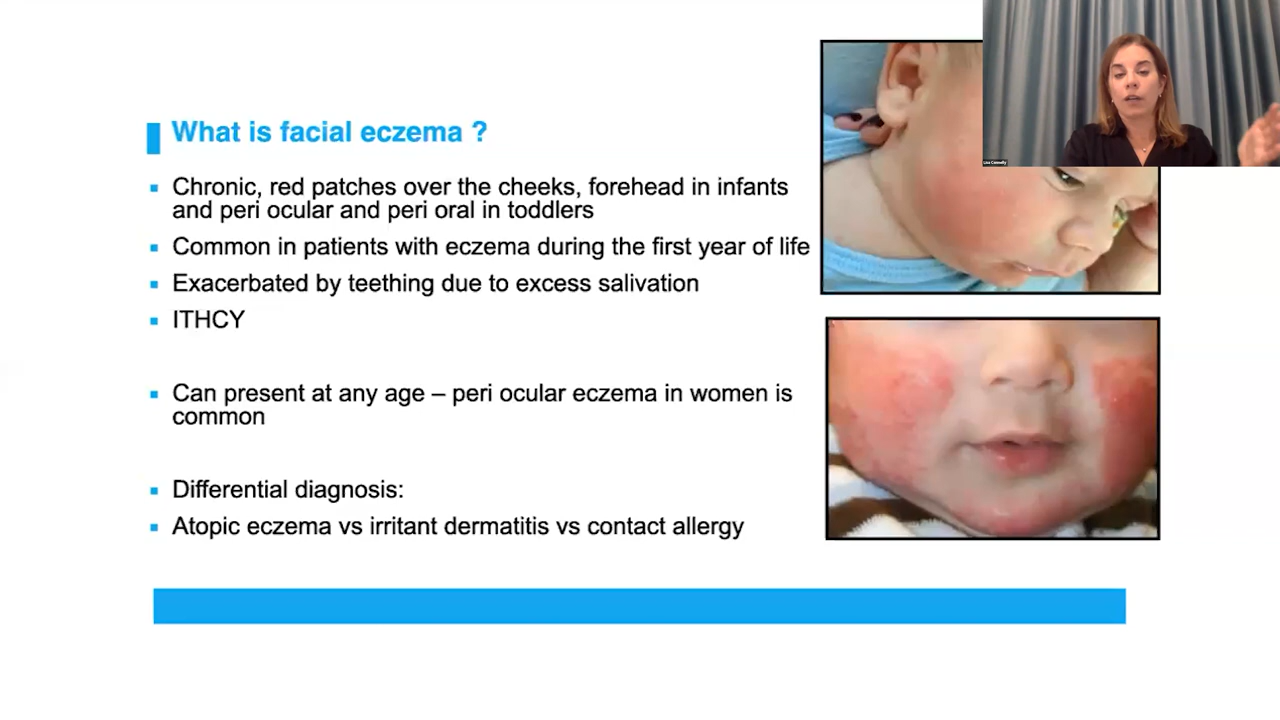 What is facial eczema ?
Chronic, red patches over the cheeks, forehead in infants
and peri ocular and peri oral in toddlers
Common in patients with eczema during the first year of life
Exacerbated by teething due to excess salivation
ITHCY
Can present at any age – peri ocular eczema in women is
common
Differential diagnosis:
Atopic eczema vs irritant dermatitis vs contact allergy
Lisa Connelly